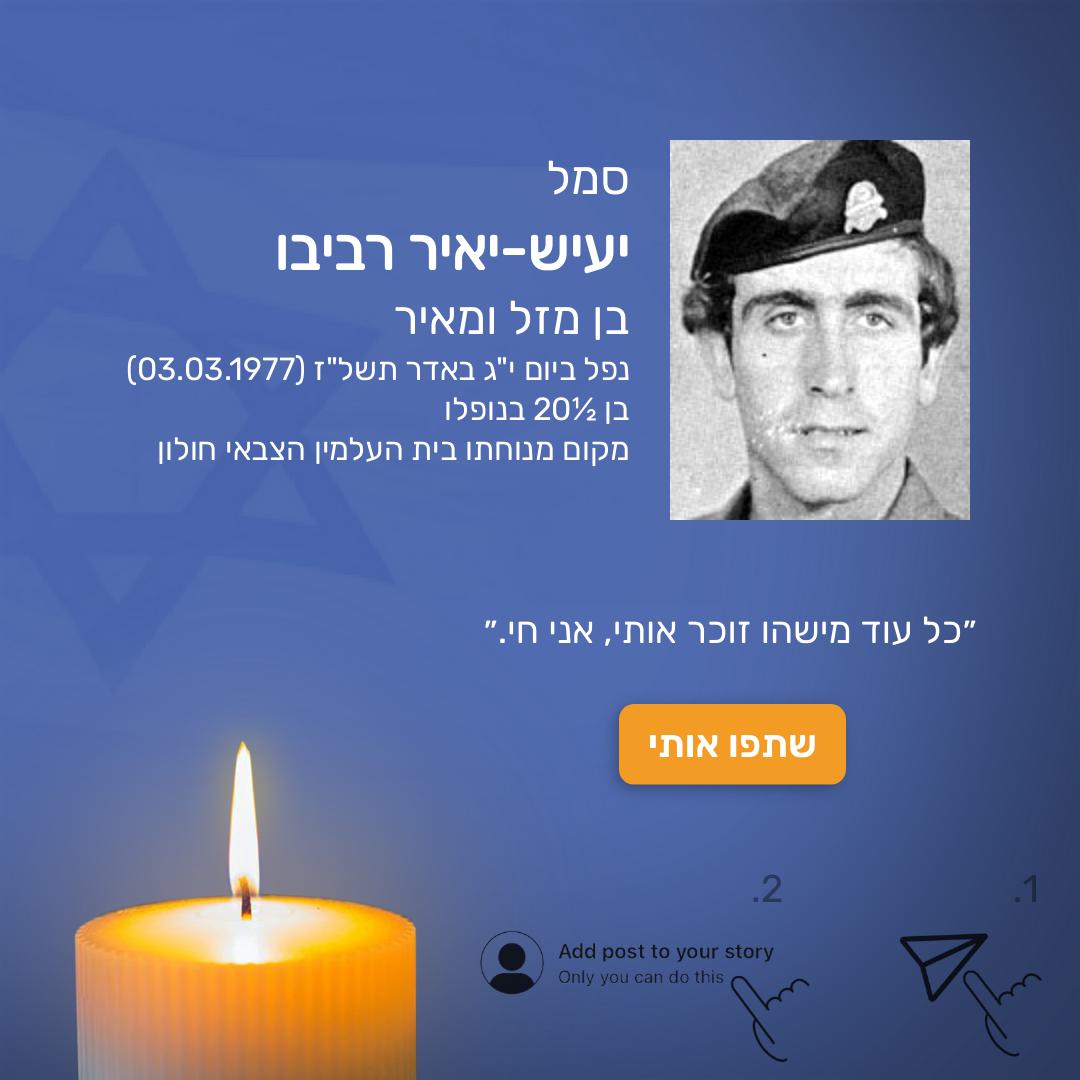 סמל
יעיש-יאיר רביבו
בן מזל ומאיר
נפל ביום י"ג באדר תשל"ז (03.03.1977)
בן 20½ בנופלו
מקום מנוחתו בית העלמין הצבאי חולון
״כל עוד מישהו זוכר אותי, אני חי.״
שתפו אותי
.1
.2
Add post to your story
Only you can do this